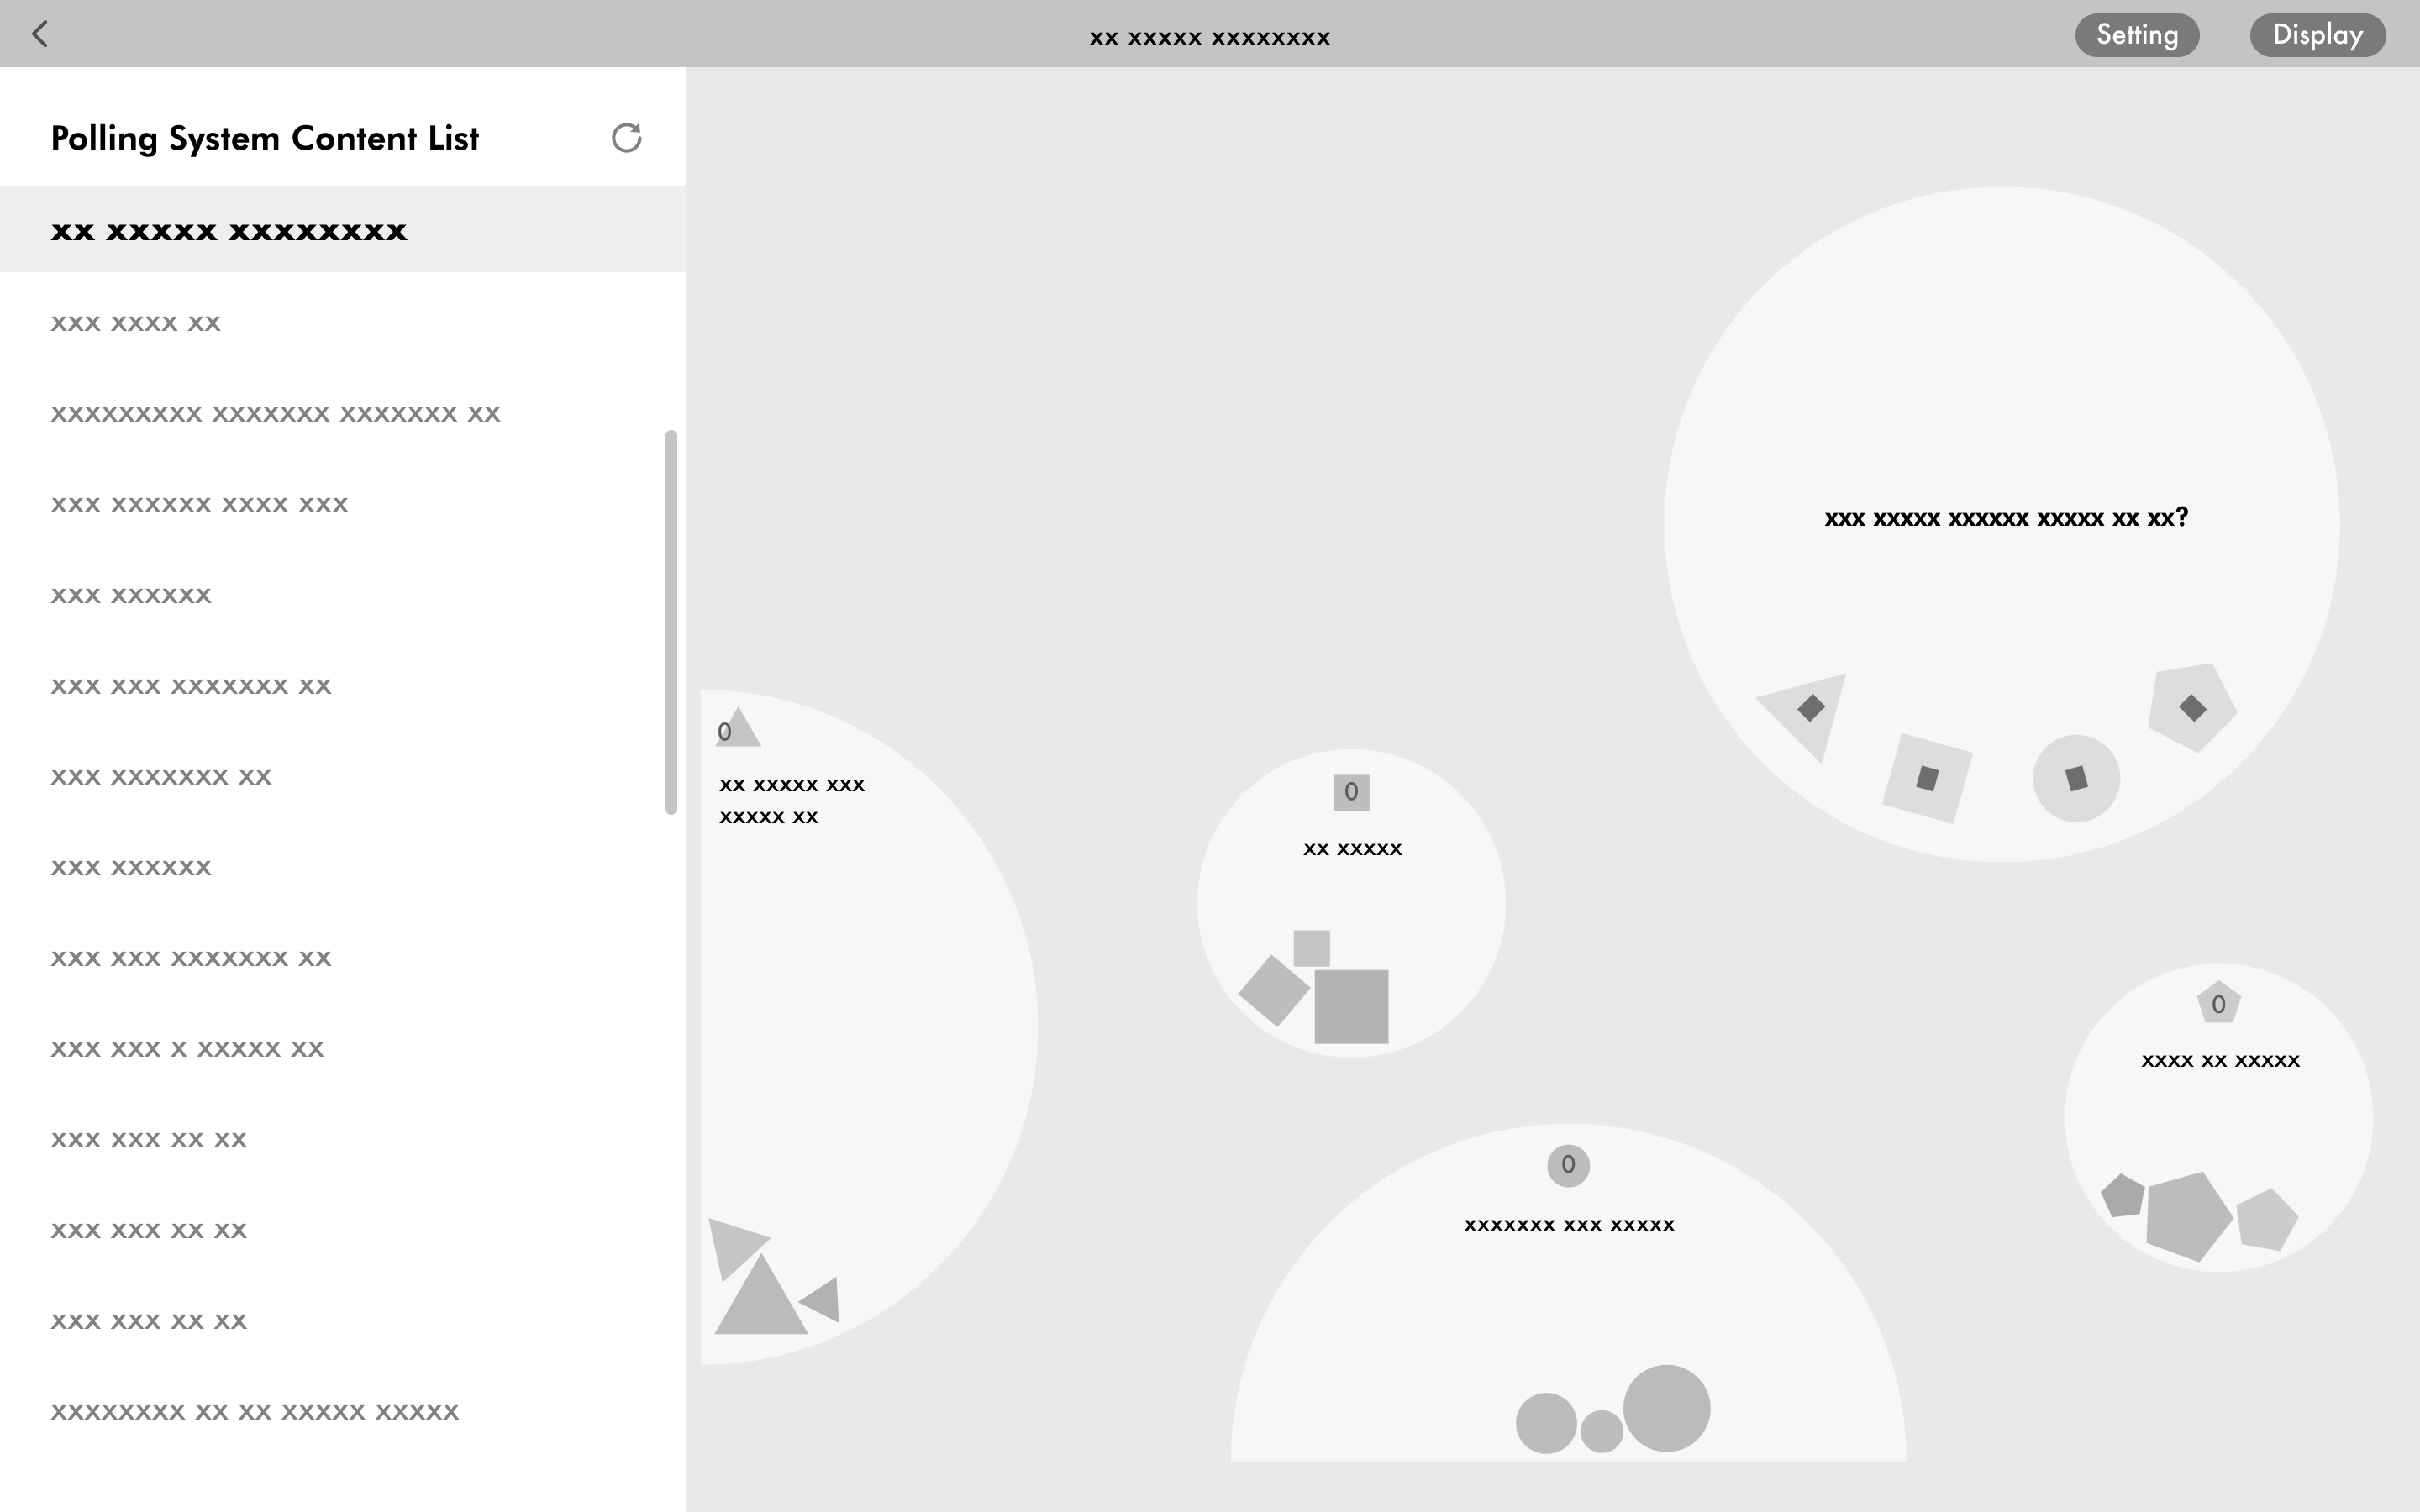 xx xxxxx xxxxxxxx
Setting
Display
Polling System Content List
xx xxxxx xxxxxxxx
xxx xxxx xx
xxxxxxxxx xxxxxxx xxxxxxx xx
xxx xxxxxx xxxx xxx
xxx xxxxxx
xxx xxx xxxxxxx xx
xxx xxxxxxx xx
xxx xxxxxx
xxx xxx xxxxxxx xx
xxx xxx x xxxxx xx
xxx xxx xx xx
xxx xxx xx xx
xxx xxx xx xx
xxxxxxxx xx xx xxxxx xxxxx
xxx xxxxx xxxxxx xxxxx xx xx?
0
xx xxxxx xxx
xxxxx xx
0
xx xxxxx
0
xxxx xx xxxxx
0
xxxxxxx xxx xxxxx